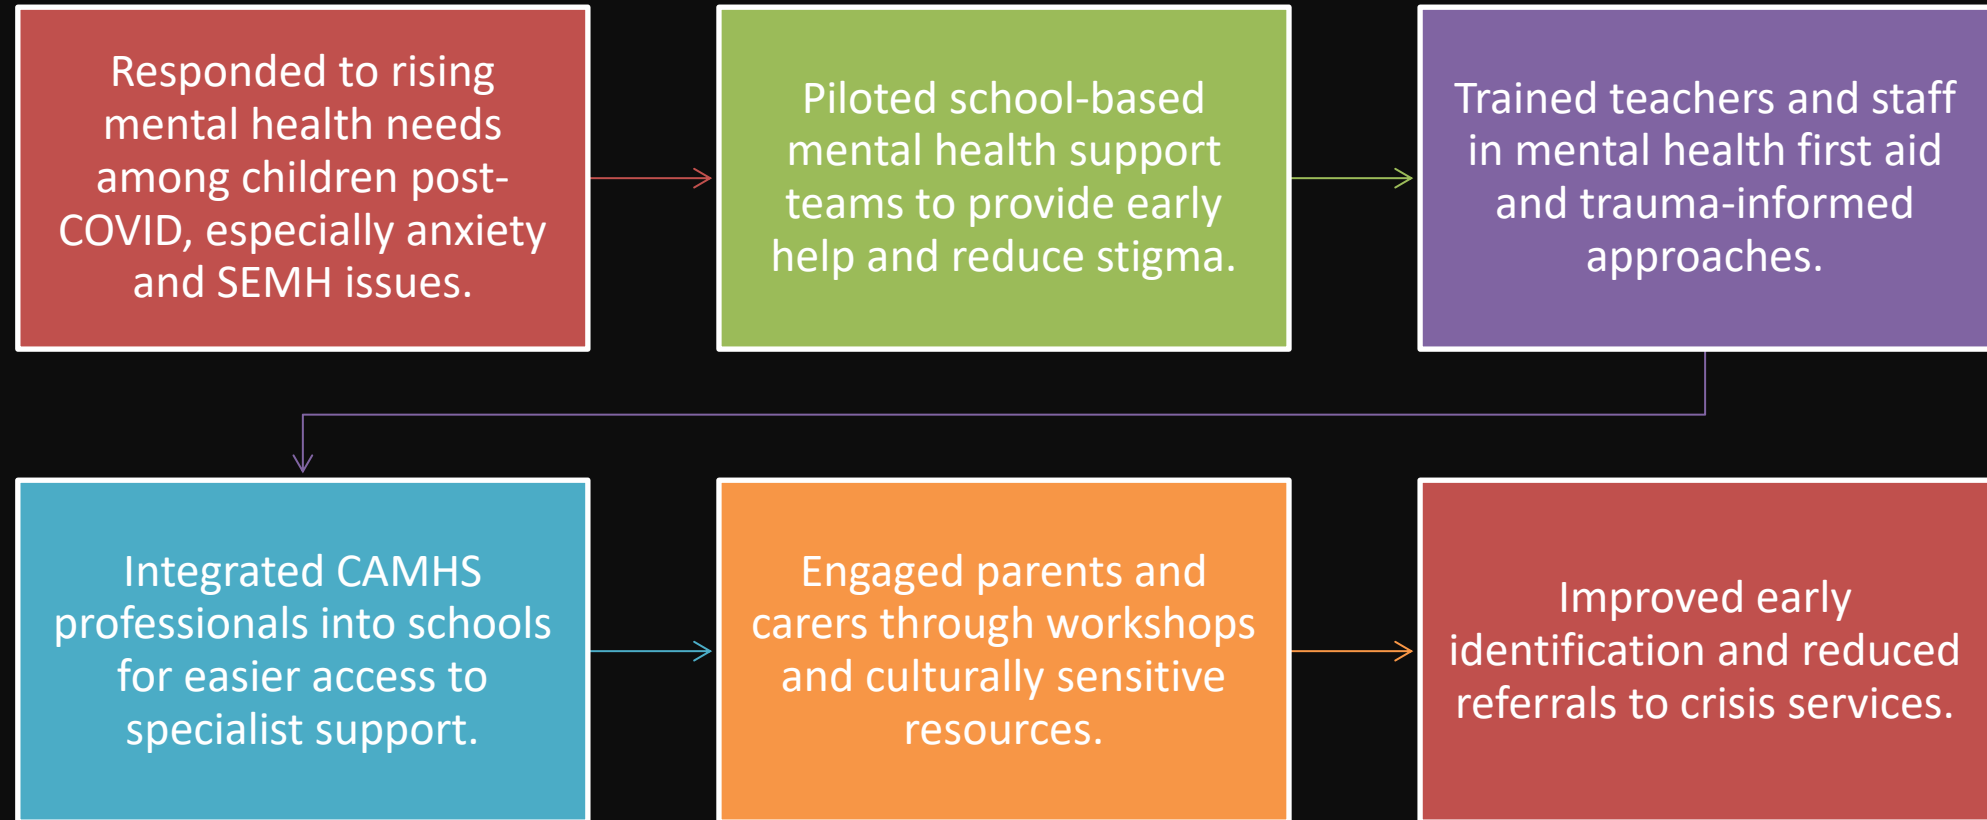 Responded to rising
mental health needs
among children post-
COVID, especially anxiety
and SEMH issues.
Piloted school-based
mental health support
teams to provide early
help and reduce stigma.
Trained teachers and staff
in mental health first aid
and trauma-informed
approaches.
Integrated CAMHS
professionals into schools
for easier access to
specialist support.
Engaged parents and
carers through workshops
and culturally sensitive
resources.
Improved early
identification and reduced
referrals to crisis services.